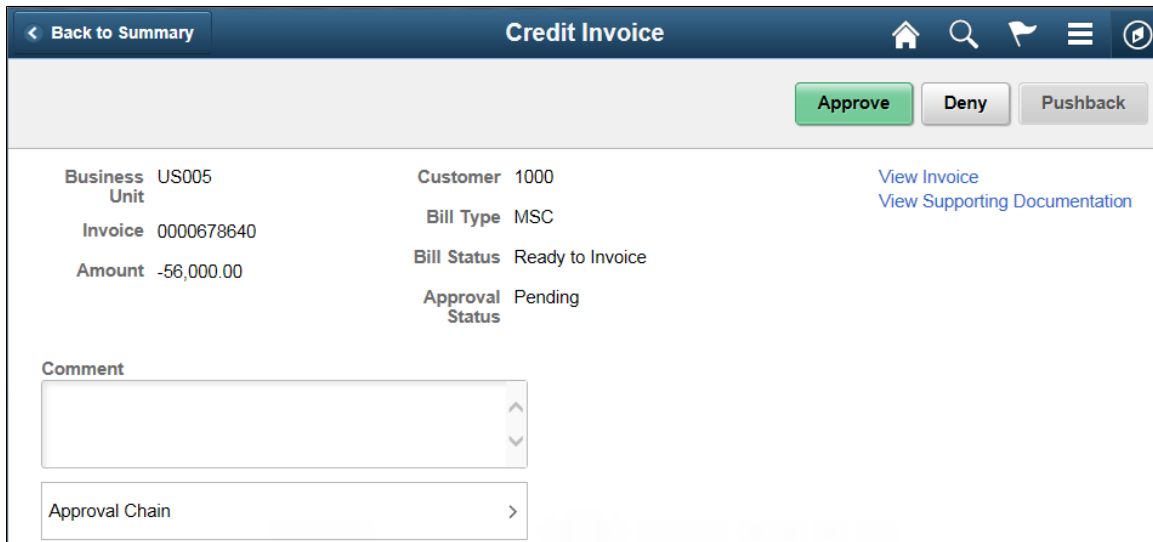 Back to Summary
Credit Invoice
Approve
Deny
Pushback
Business Unit US005
Invoice 0000678640
Amount -56,000.00
Customer 1000
Bill Type MSC
Bill Status Ready to Invoice
Approval Status Pending
View Invoice
View Supporting Documentation
Comment
Approval Chain